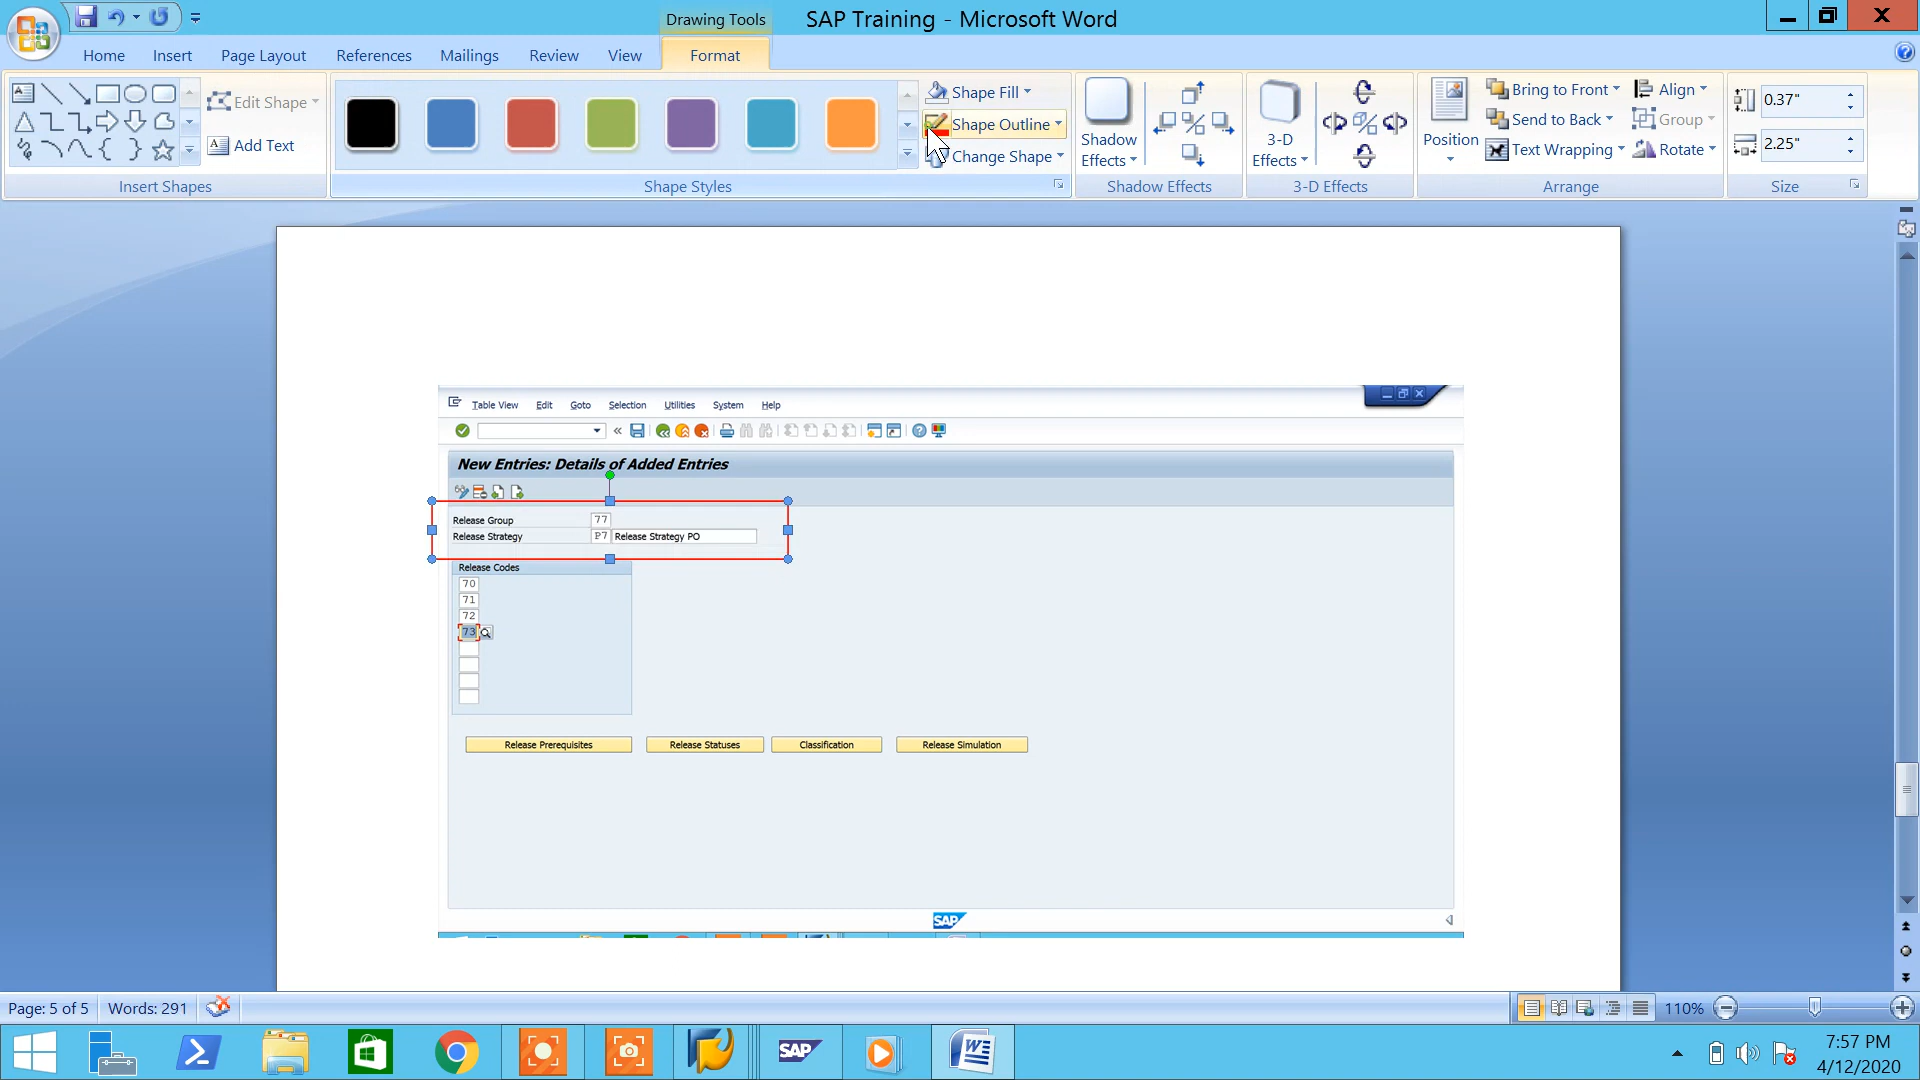 Drawing Tools
SAP Training - Microsoft Word
Home Insert Page Layout References Mailings Review View Format
Edit Shape
Add Text
Insert Shapes
Shape Fill
Shape Outline
Change Shape
Shape Styles
Shadow
Effects
Shadow Effects
3-D
Effects
3-D Effects
Position
Bring to Front
Send to Back
Text Wrapping
Align
Group
Rotate
Arrange
0.37"
2.25"
Size
Table View Edit Goto Selection Utilities System Help
New Entries: Details of Added Entries
Release Group 77
Release Strategy P7 Release Strategy PO
Release Codes
70
71
72
73
Release Prerequisites Release Statuses Classification Release Simulation
SAP
Page: 5 of 5 Words: 291 110%
SAP
7:57 PM
4/12/2020